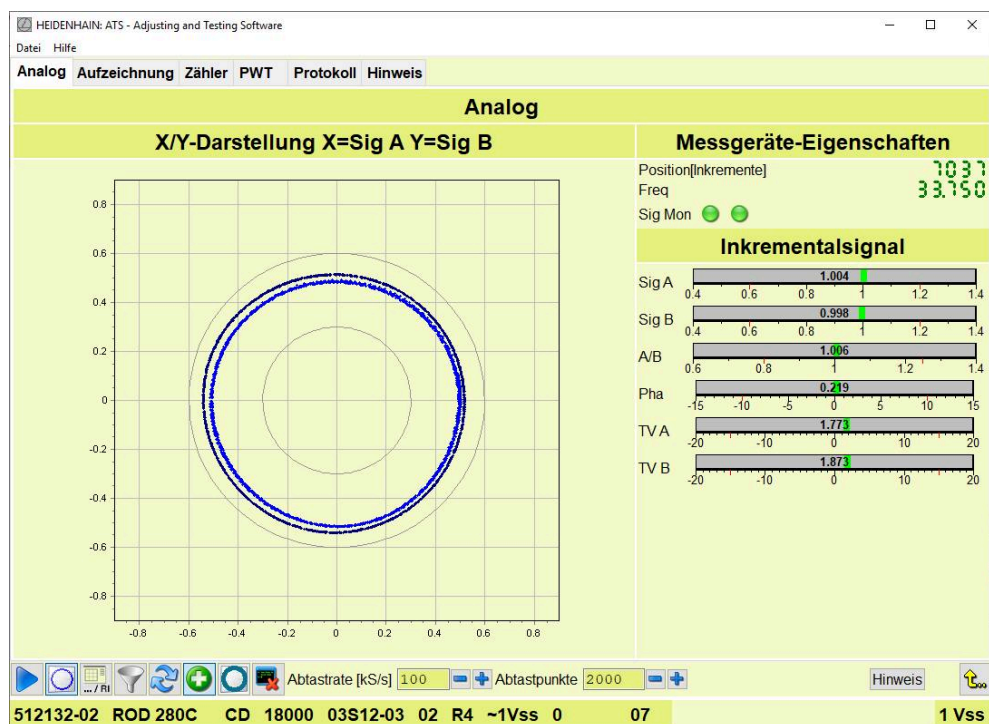 HEIDENHAIN: ATS - Adjusting and Testing Software
Datei Hilfe
Analog Aufzeichnung Zähler PWT Protokoll Hinweis
Analog
X/Y-Darstellung X=Sig A Y=Sig B
0.8
0.6
0.4
0.2
0
-0.2
-0.4
-0.6
-0.8
-0.8 -0.6 -0.4 -0.2 0 0.2 0.4 0.6 0.8
Messgeräte-Eigenschaften
Position[Inkremente] 7037
Freq 33.750
Sig Mon
Inkrementalsignal
Sig A 1.004
0.4 0.6 0.8 1 1.2 1.4
Sig B 0.998
0.4 0.6 0.8 1 1.2 1.4
A/B 1.006
0.6 0.8 1 1.2 1.4
Pha 0.219
-15 -10 -5 0 5 10 15
TV A 1.773
-20 -10 0 10 20
TV B 1.873
-20 -10 0 10 20
... / RI Abtastrate [kS/s] 100 Abtastpunkte 2000 Hinweis
512132-02 ROD 280C CD 18000 03S12-03 02 R4 ~1Vss 0 07 1 Vss